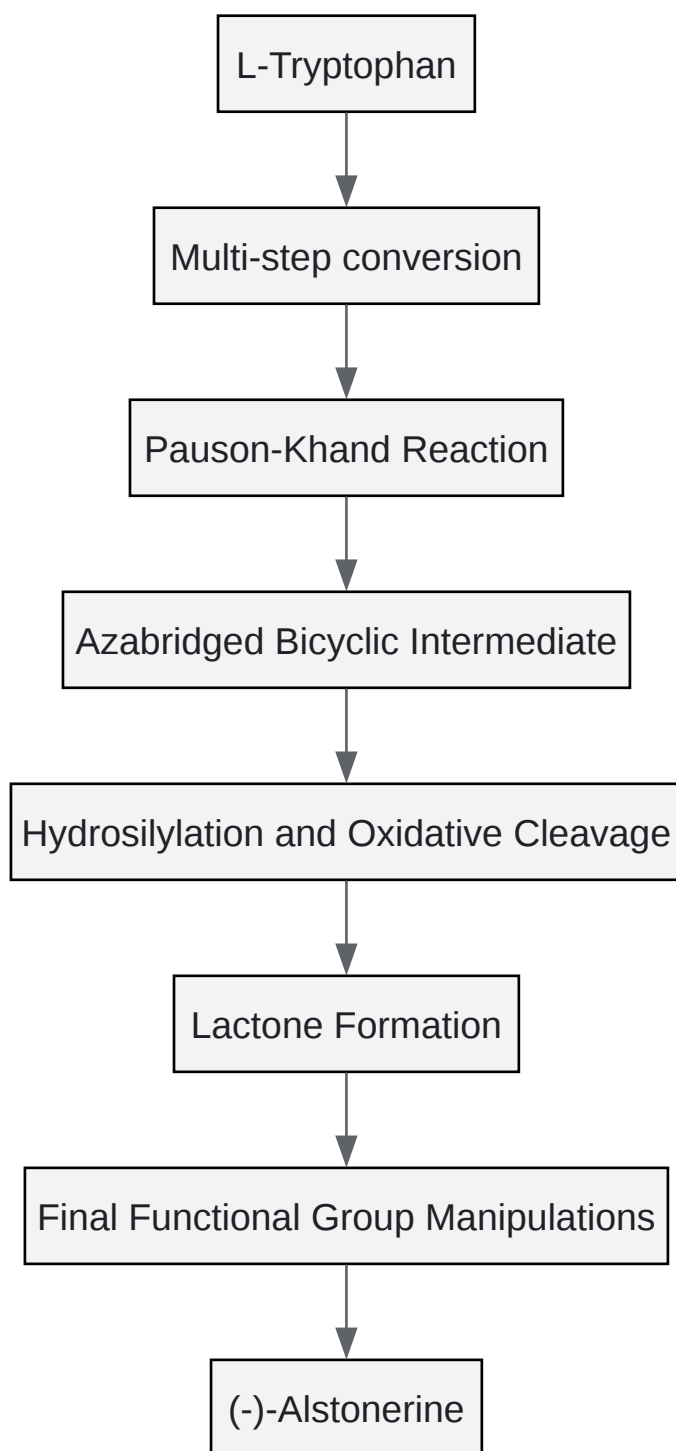 L-Tryptophan
Multi-step conversion
Pauson-Khand Reaction
Azabridged Bicyclic Intermediate
Hydrosilylation and Oxidative Cleavage
Lactone Formation
Final Functional Group Manipulations
(-)-Alstonerine